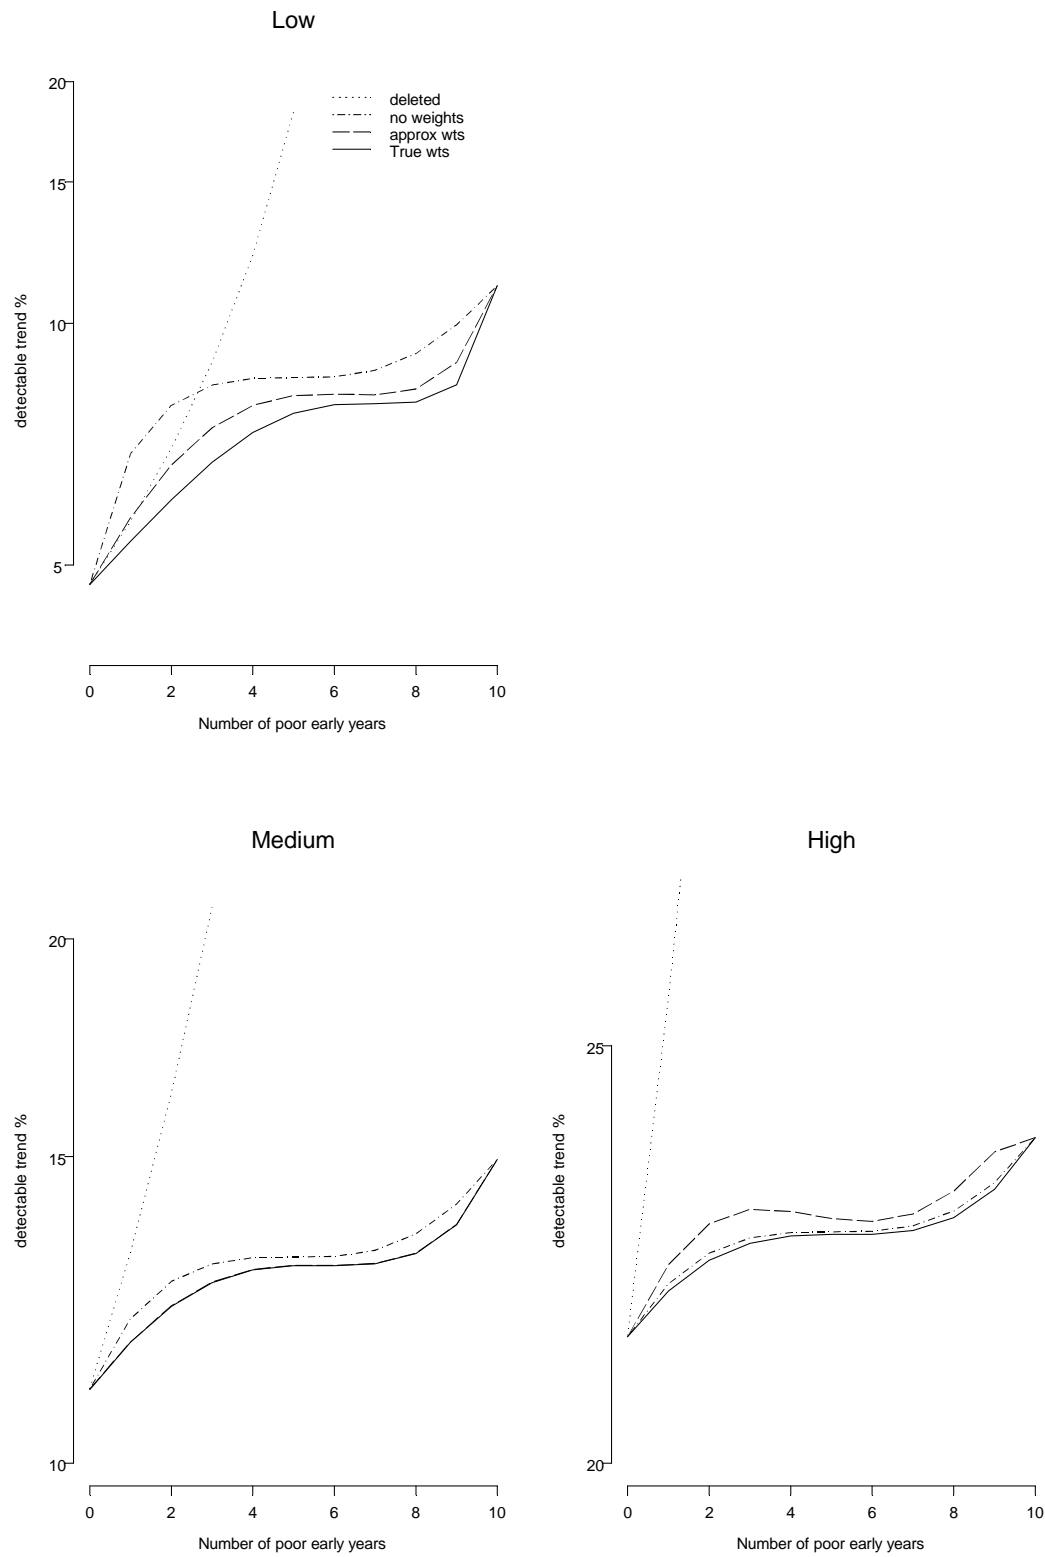 Low
20
15
10
5
detectable trend %
deleted
no weights
approx wts
True wts
0 2 4 6 8 10
Number of poor early years
Medium
20
15
10
detectable trend %
0 2 4 6 8 10
Number of poor early years
High
25
20
detectable trend %
0 2 4 6 8 10
Number of poor early years